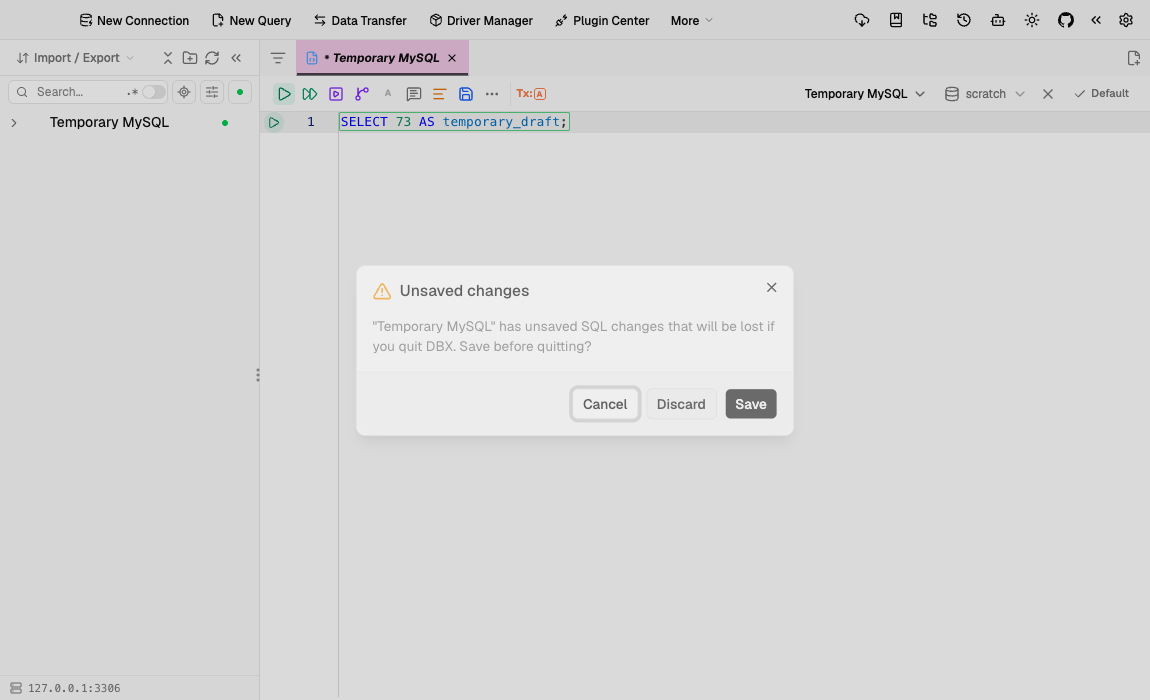 New Connection New Query Data Transfer Driver Manager Plugin Center More
Import / Export
* Temporary MySQL
Search... .*
A
Tx: A
Temporary MySQL
scratch
Default
Temporary MySQL
1 SELECT 73 AS temporary_draft;
Unsaved changes
"Temporary MySQL" has unsaved SQL changes that will be lost if
you quit DBX. Save before quitting?
Cancel Discard Save
127.0.0.1:3306